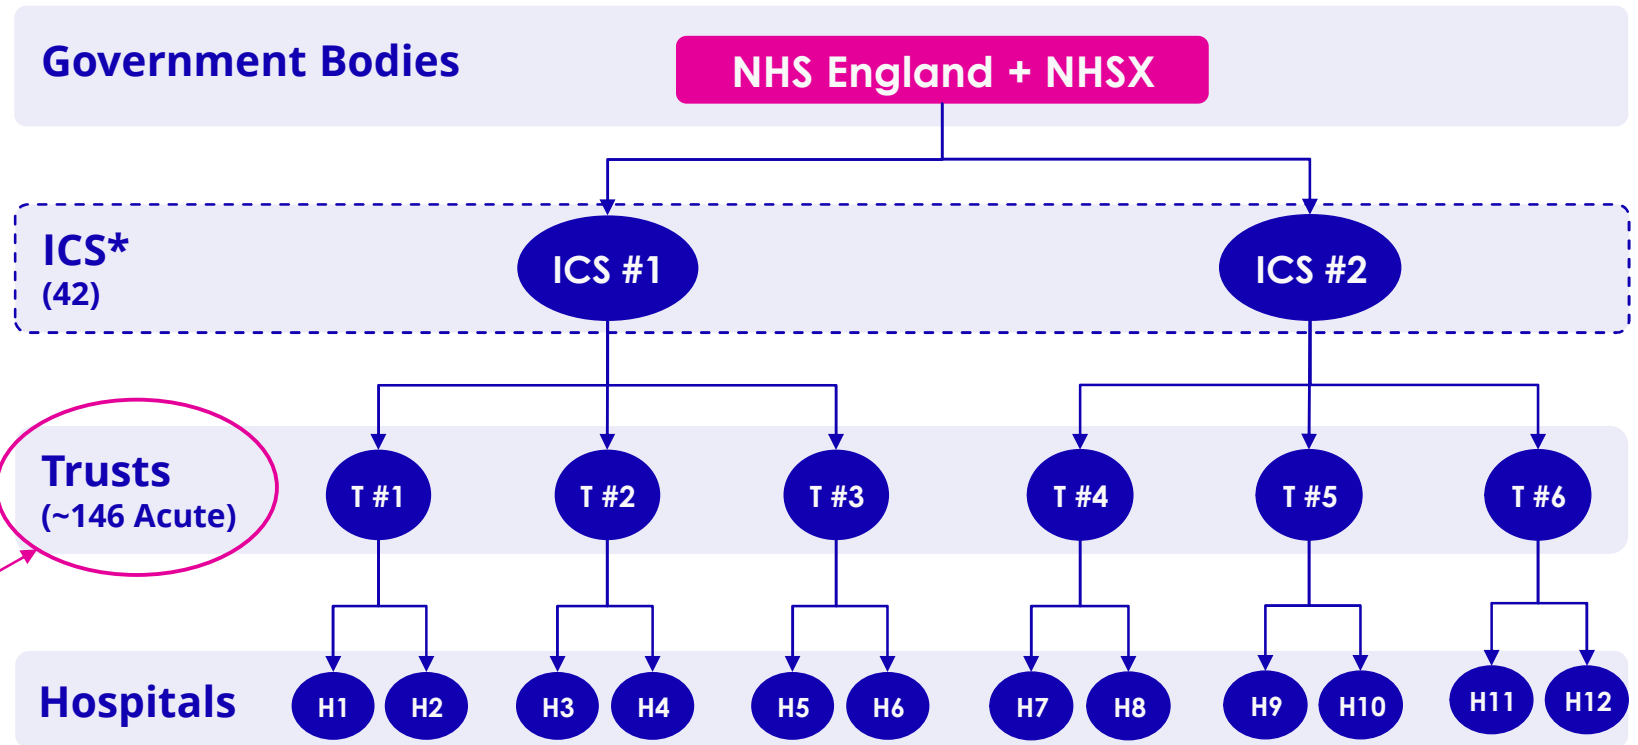 Government Bodies
NHS England + NHSX
ICS*
(42)
ICS #1
ICS #2
Trusts
(~146 Acute)
T #1
T #2
T #3
T #4
T #5
T #6
Hospitals
H1
H2
H3
H4
H5
H6
H7
H8
H9
H10
H11
H12